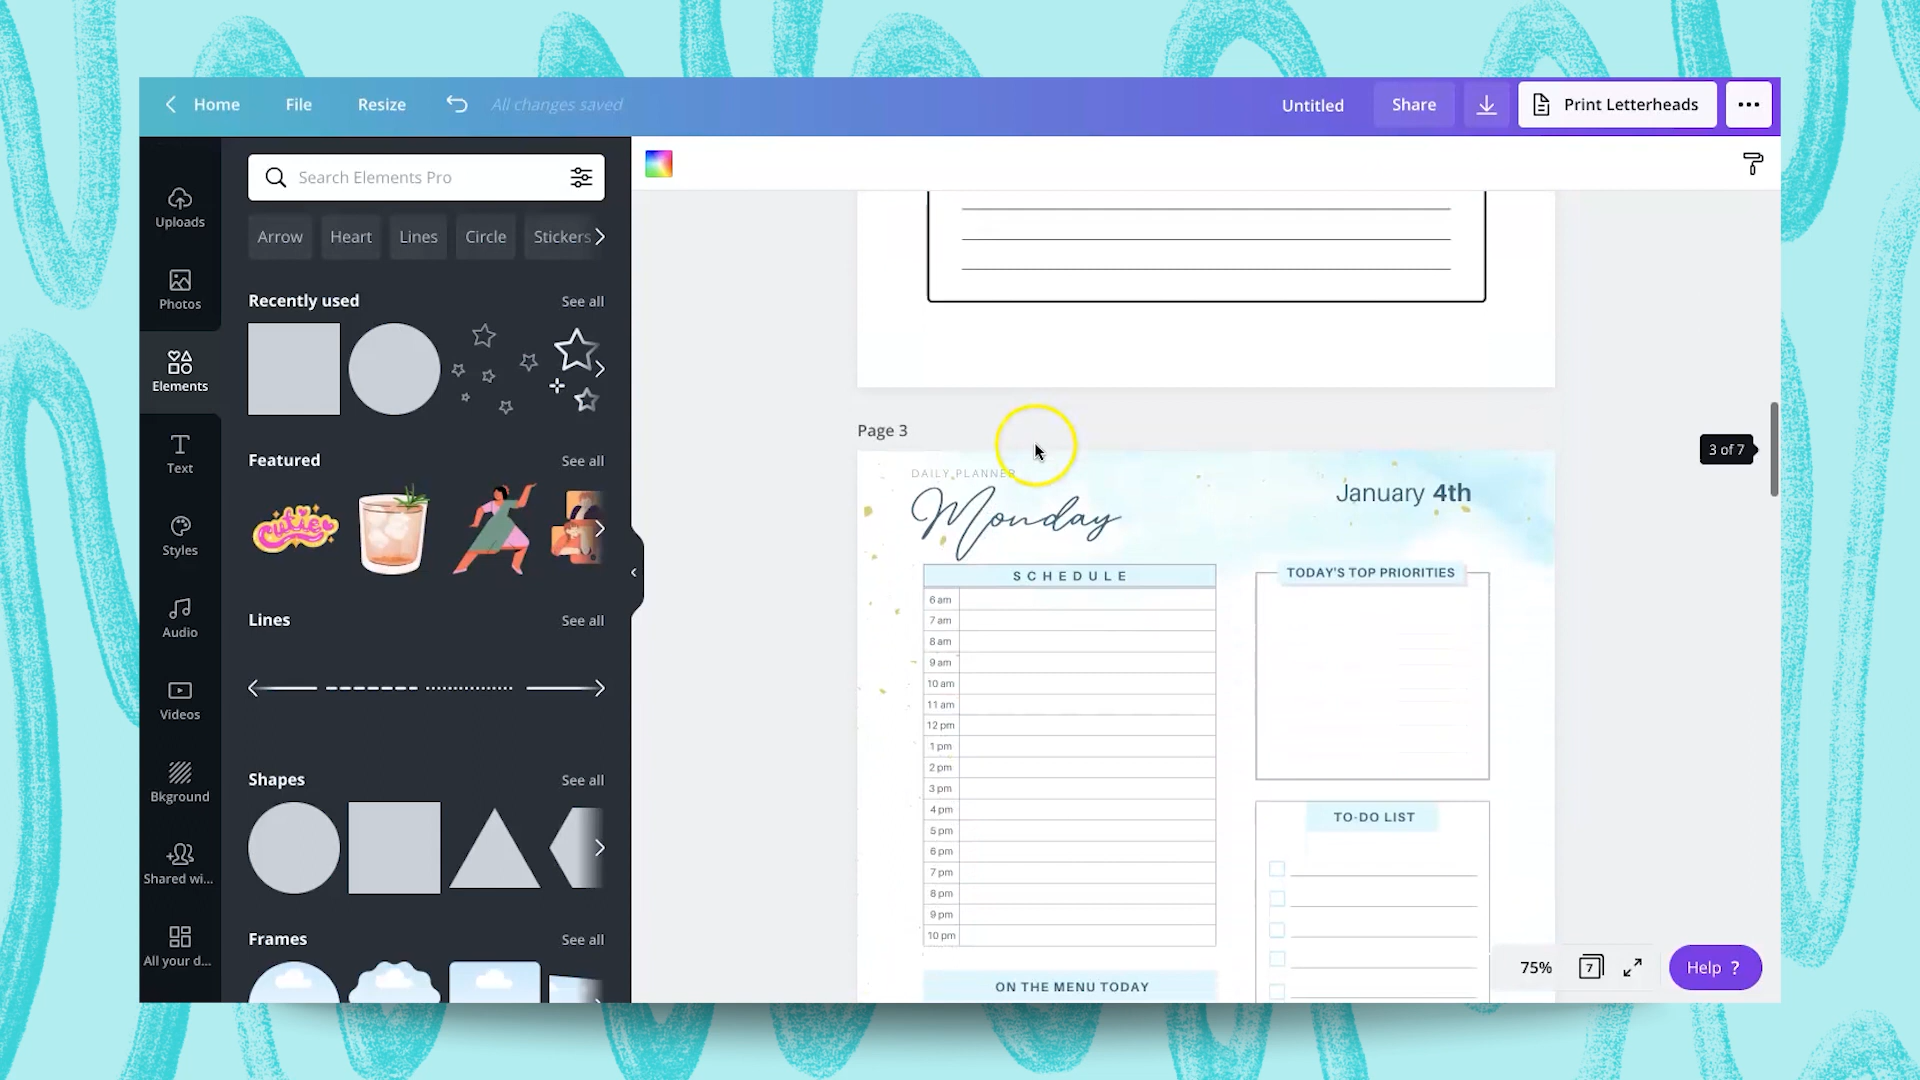 Home File Resize All changes saved Untitled Share Print Letterheads
Search Elements Pro
Arrow Heart Lines Circle Stickers
Uploads
Photos
Elements
Text
Styles
Audio
Videos
Bkground
Shared wi...
All your d...
Recently used See all
Featured See all
cutie
Lines See all
Shapes See all
Frames See all
Page 3
3 of 7
DAILY PLANNER
Monday
January 4th
SCHEDULE
6 am
7 am
8 am
9 am
10 am
11 am
12 pm
1 pm
2 pm
3 pm
4 pm
5 pm
6 pm
7 pm
8 pm
9 pm
10 pm
ON THE MENU TODAY
TODAY'S TOP PRIORITIES
TO-DO LIST
75% 7 Help ?